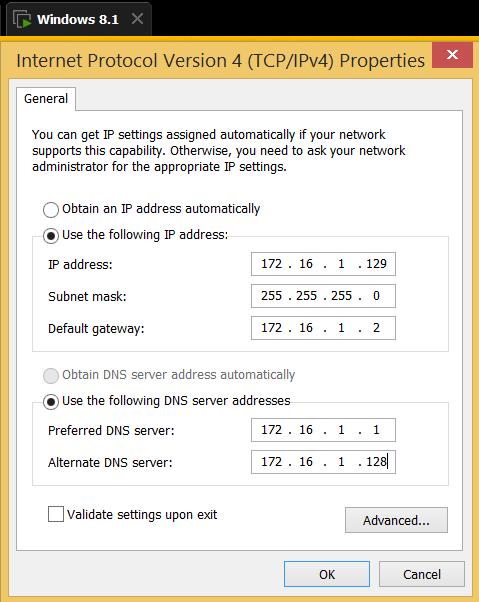 Windows 8.1
Internet Protocol Version 4 (TCP/IPv4) Properties
General
You can get IP settings assigned automatically if your network
supports this capability. Otherwise, you need to ask your network
administrator for the appropriate IP settings.
Obtain an IP address automatically
Use the following IP address:
IP address: 172 . 16 . 1 . 129
Subnet mask: 255 . 255 . 255 . 0
Default gateway: 172 . 16 . 1 . 2
Obtain DNS server address automatically
Use the following DNS server addresses
Preferred DNS server: 172 . 16 . 1 . 1
Alternate DNS server: 172 . 16 . 1 . 128
Validate settings upon exit
Advanced...
OK Cancel